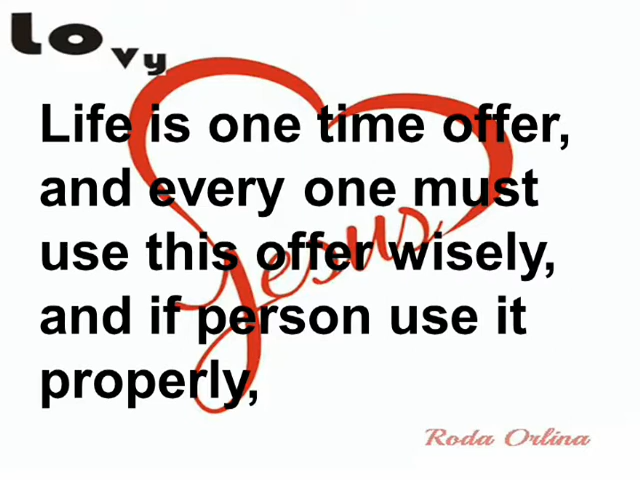 Lovy
Life is one time offer,
and every one must
use this offer wisely,
and if person use it
properly,
Jesus
Roda Orlina